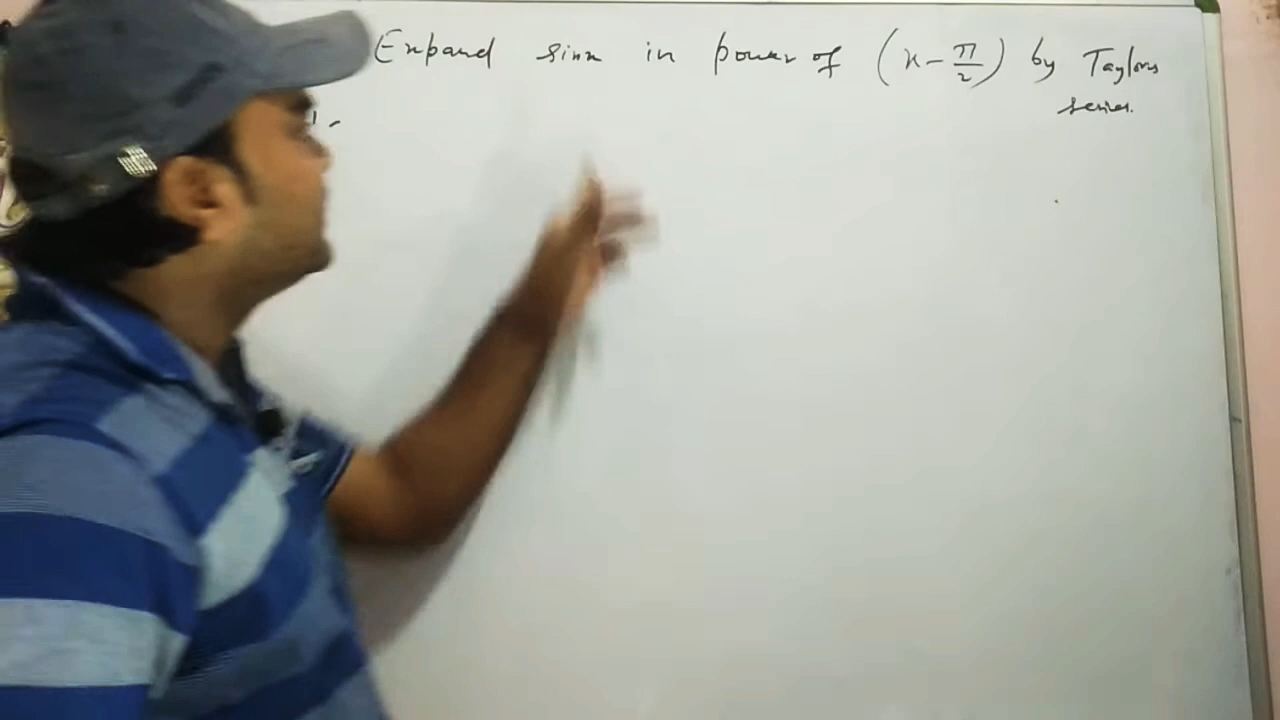 Expand sinx in power of (x - π/2) by Taylors
series.